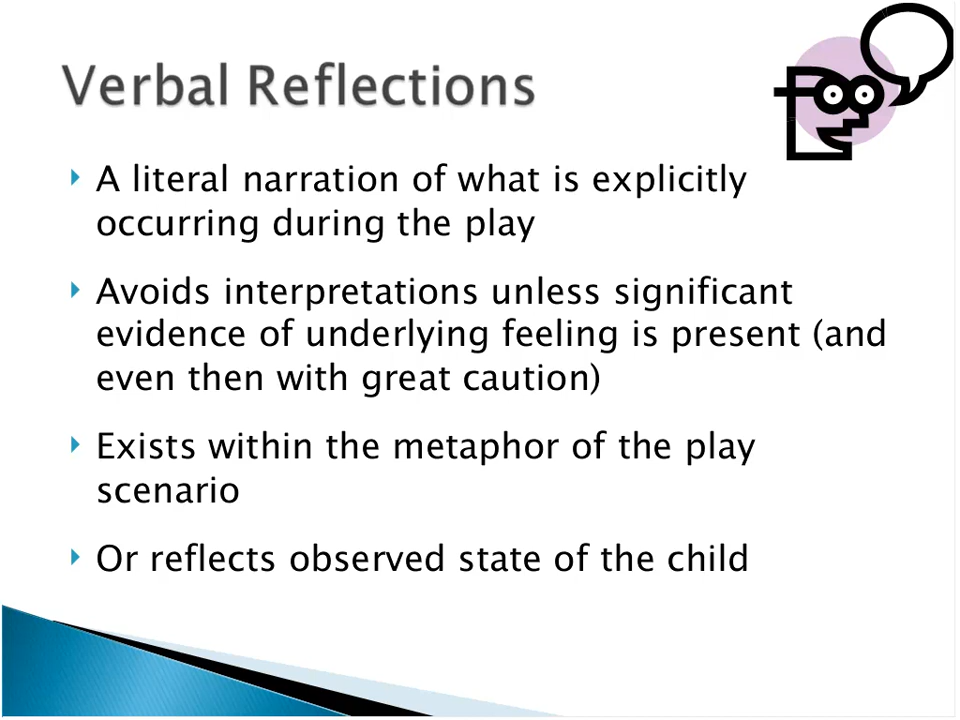 Verbal Reflections
A literal narration of what is explicitly
occurring during the play
Avoids interpretations unless significant
evidence of underlying feeling is present (and
even then with great caution)
Exists within the metaphor of the play
scenario
Or reflects observed state of the child